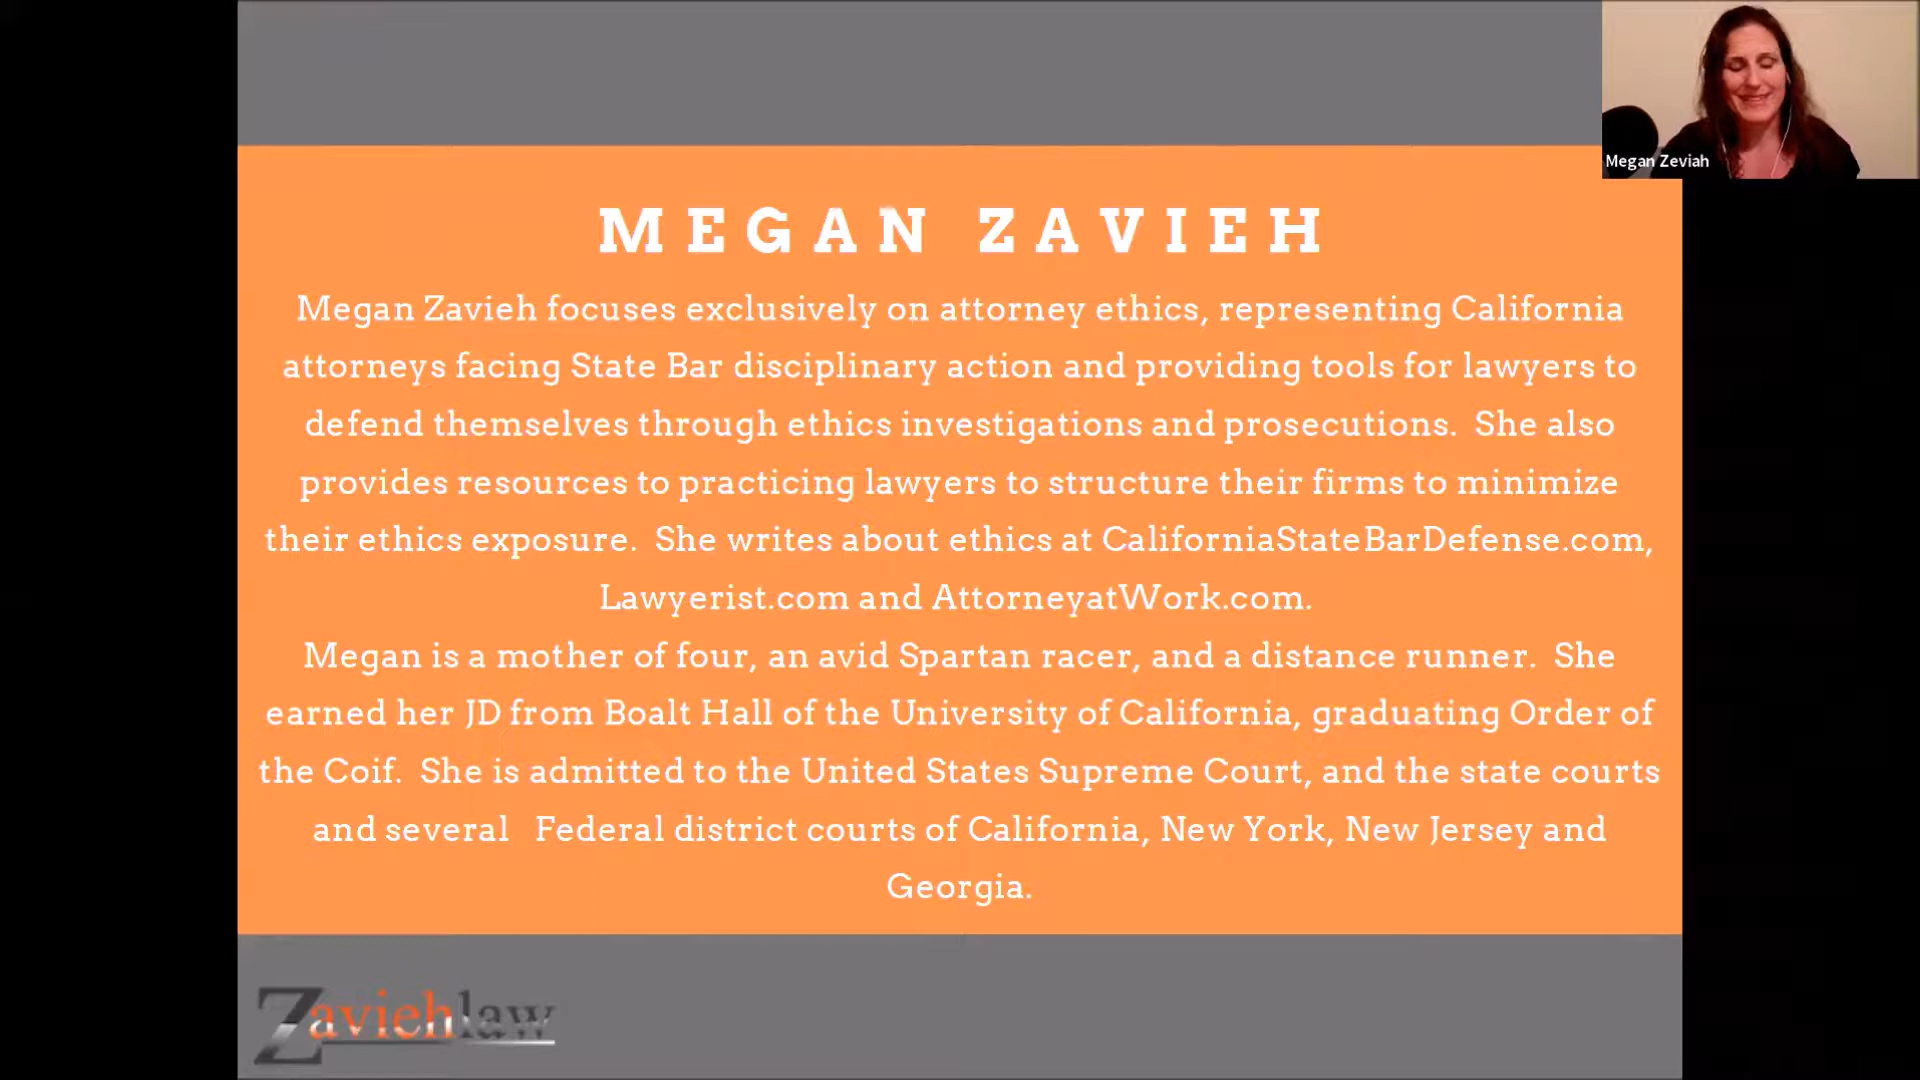 Megan Zeviah
MEGAN ZAVIEH
Megan Zavieh focuses exclusively on attorney ethics, representing California
attorneys facing State Bar disciplinary action and providing tools for lawyers to
defend themselves through ethics investigations and prosecutions. She also
provides resources to practicing lawyers to structure their firms to minimize
their ethics exposure. She writes about ethics at CaliforniaStateBarDefense.com,
Lawyerist.com and AttorneyatWork.com.
Megan is a mother of four, an avid Spartan racer, and a distance runner. She
earned her JD from Boalt Hall of the University of California, graduating Order of
the Coif. She is admitted to the United States Supreme Court, and the state courts
and several Federal district courts of California, New York, New Jersey and
Georgia.
Zaviehlaw